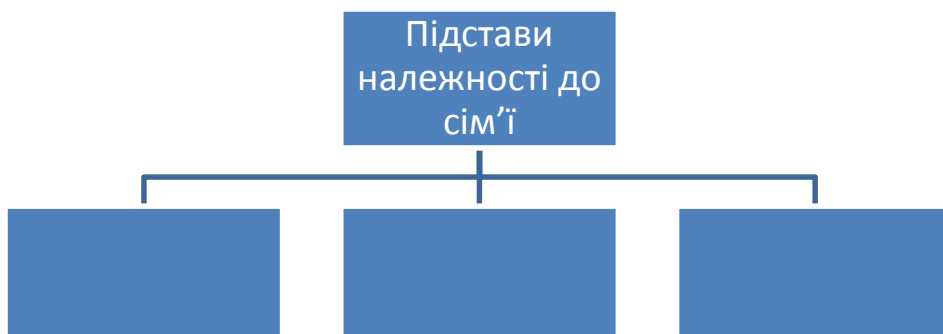 Підстави
належності до
сім’ї